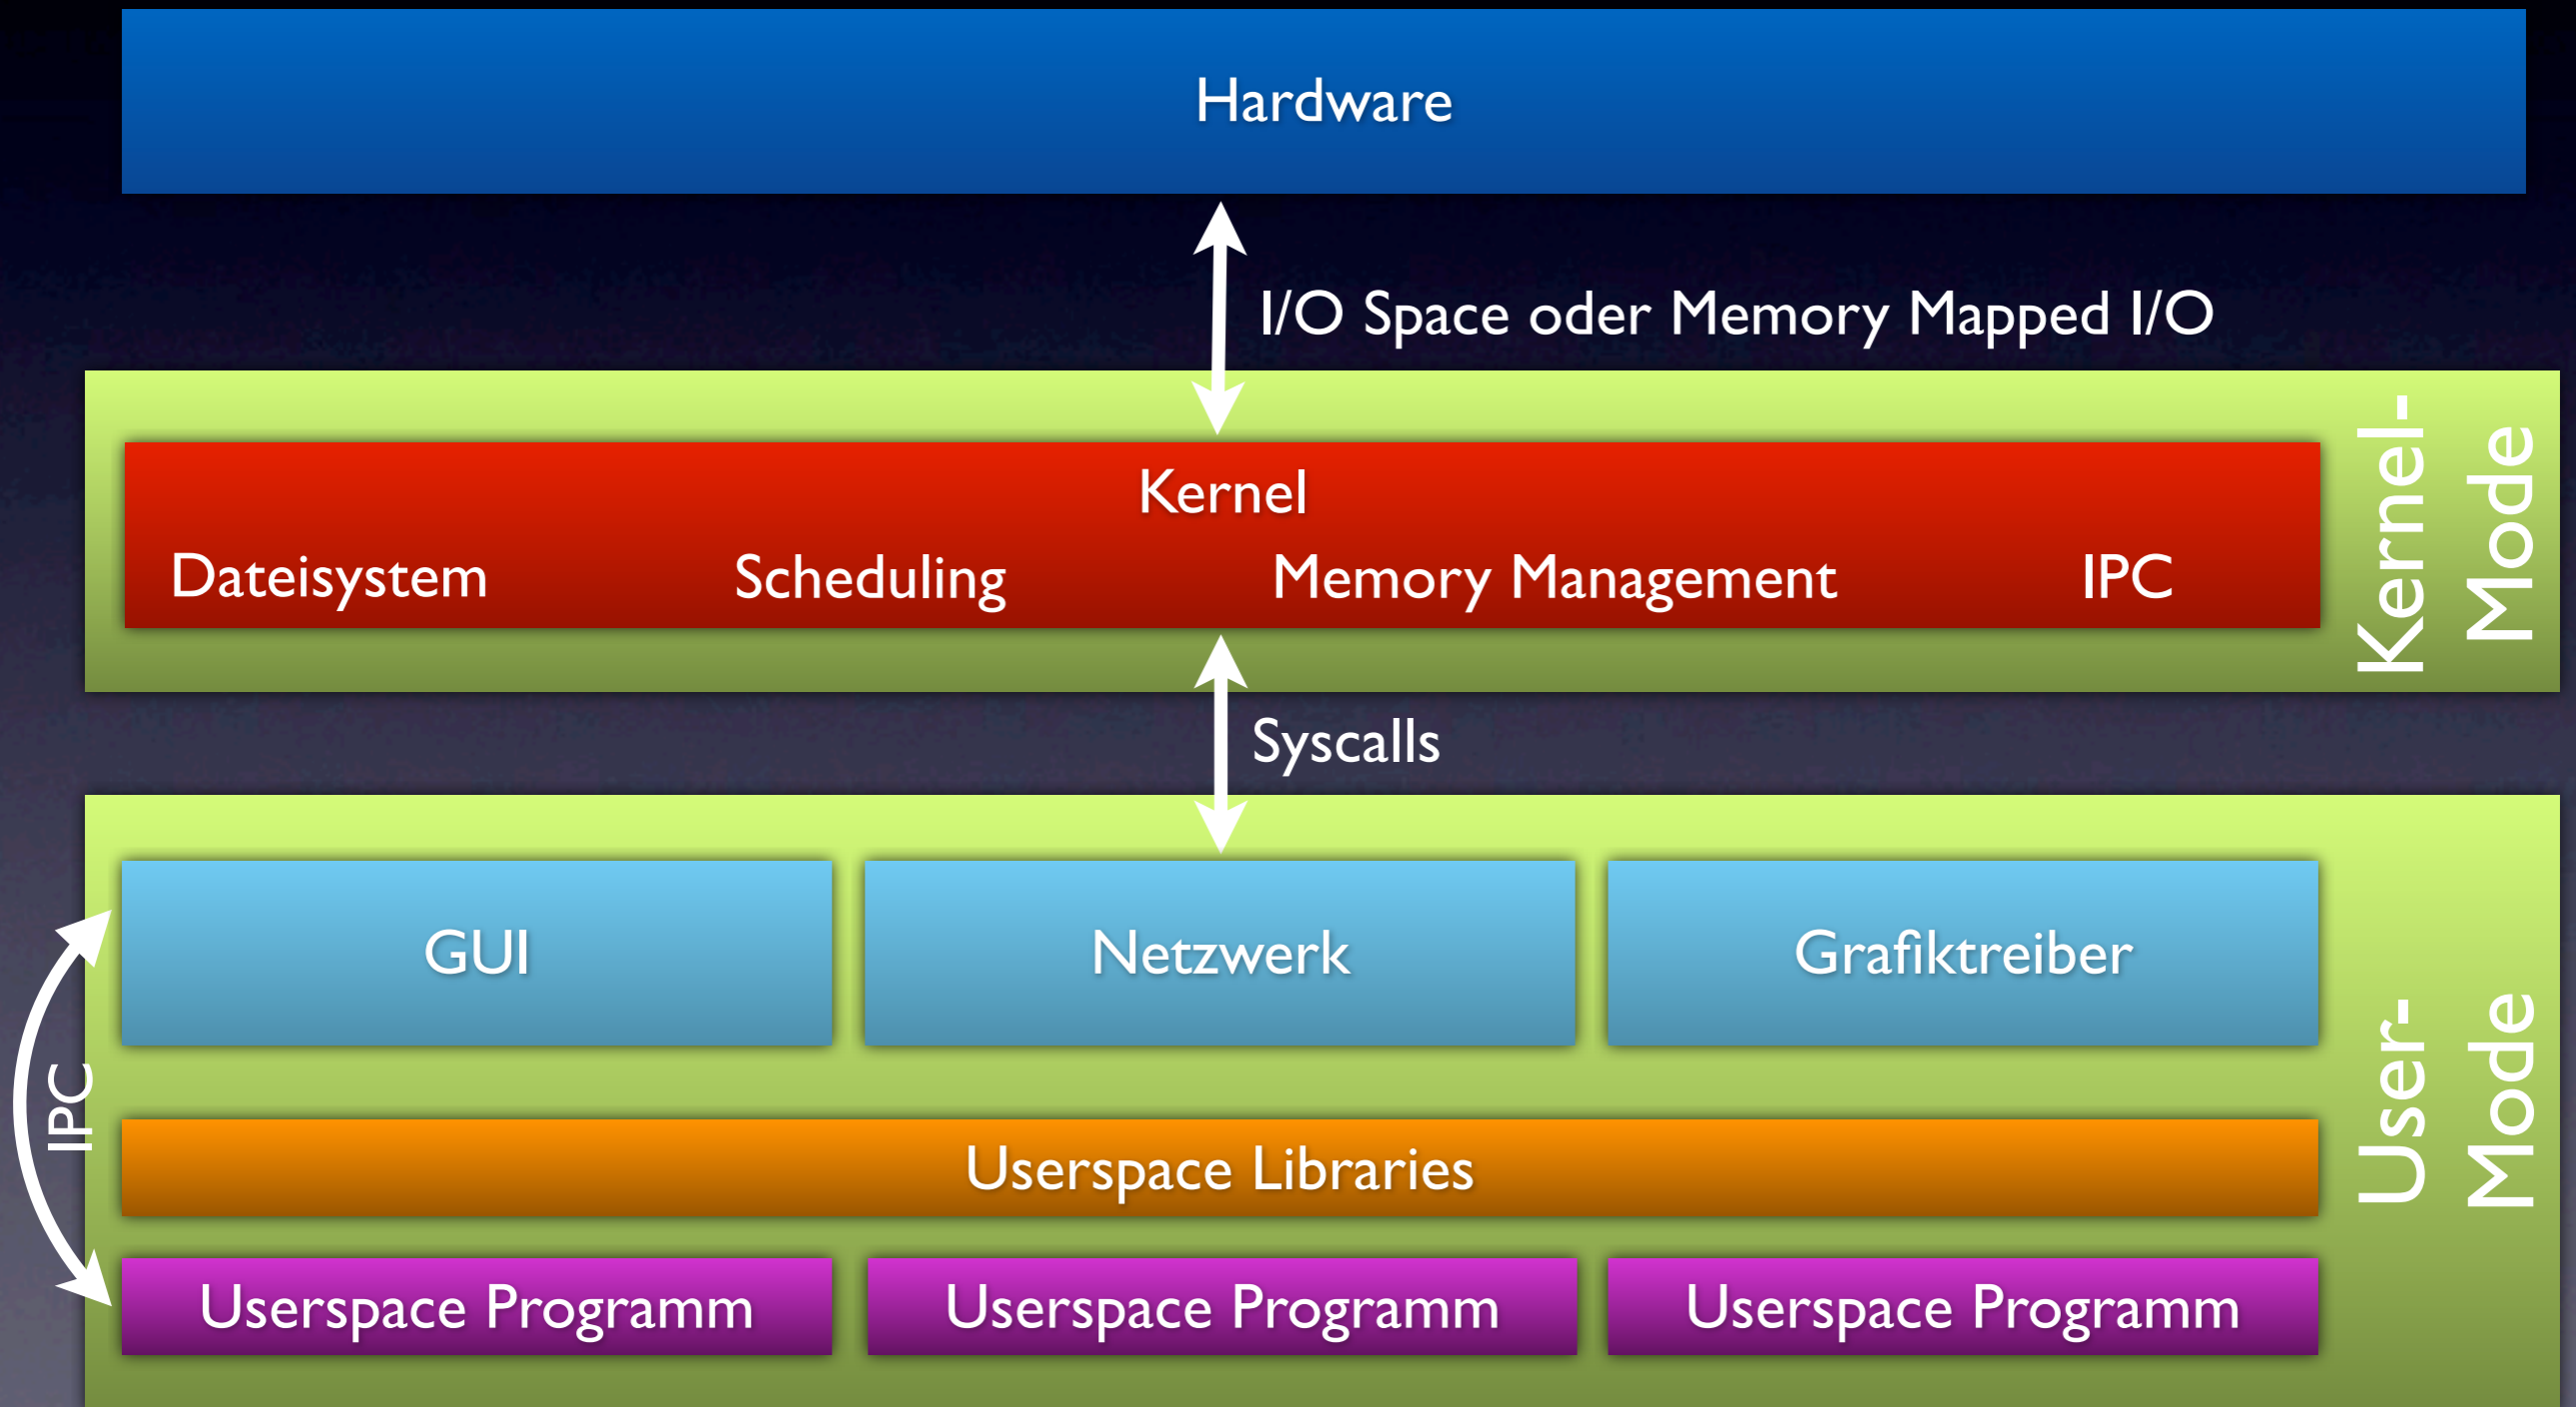 Hardware
I/O Space oder Memory Mapped I/O
Kernel
Dateisystem
Scheduling
Memory Management
IPC
Kernel-
Mode
Syscalls
GUI
Netzwerk
Grafiktreiber
IPC
Userspace Libraries
User-
Mode
Userspace Programm
Userspace Programm
Userspace Programm